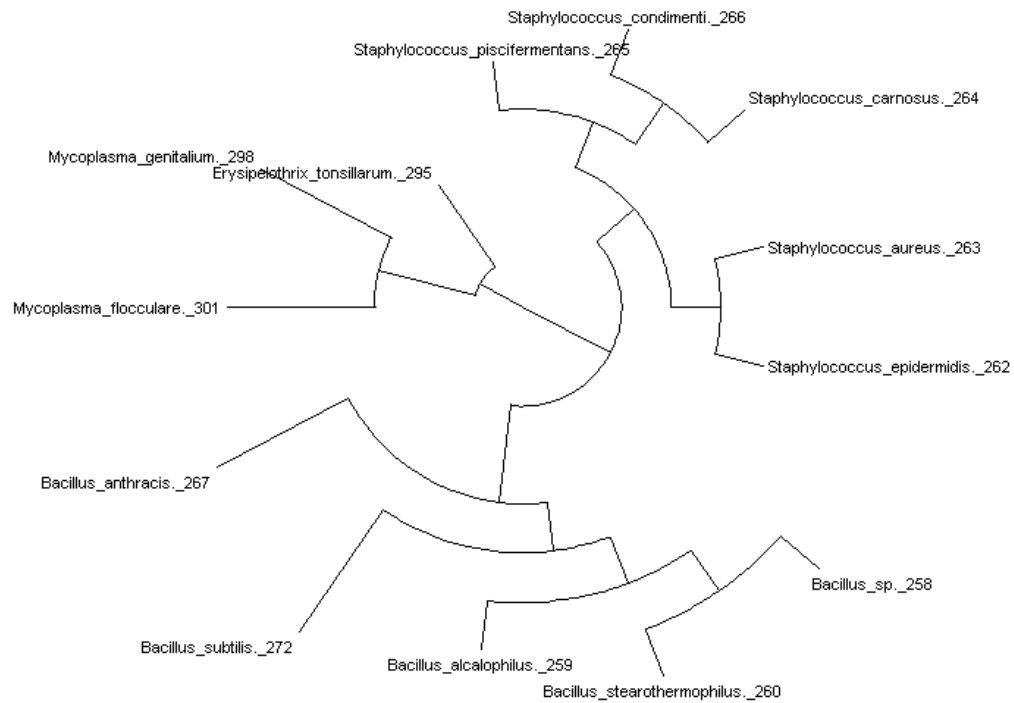 Staphylococcus_condimenti._266
Staphylococcus_piscifermentans._265
Staphylococcus_carnosus._264
Mycoplasma_genitalium._298
Erysipelothrix_tonsillarum._295
Staphylococcus_aureus._263
Mycoplasma_flocculare._301
Staphylococcus_epidermidis._262
Bacillus_anthracis._267
Bacillus_sp._258
Bacillus_subtilis._272
Bacillus_alcalophilus._259
Bacillus_stearothermophilus._260